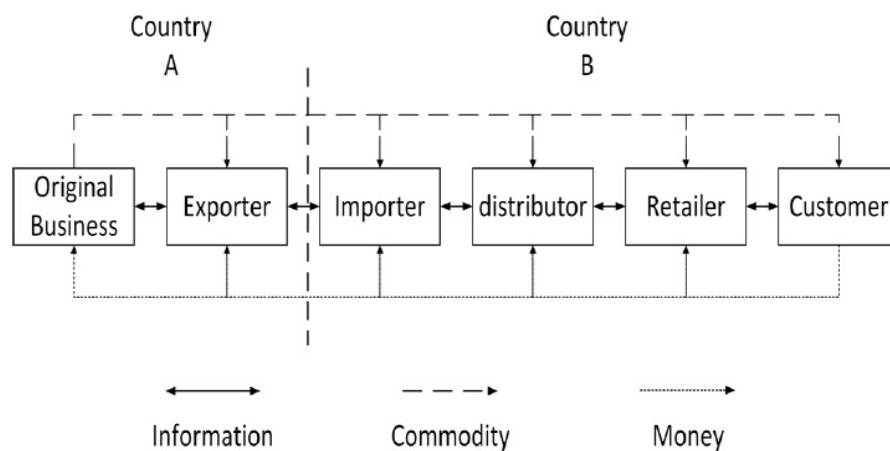 Country
A
Country
B
Original
Business
Exporter
Importer
distributor
Retailer
Customer
Information
Commodity
Money